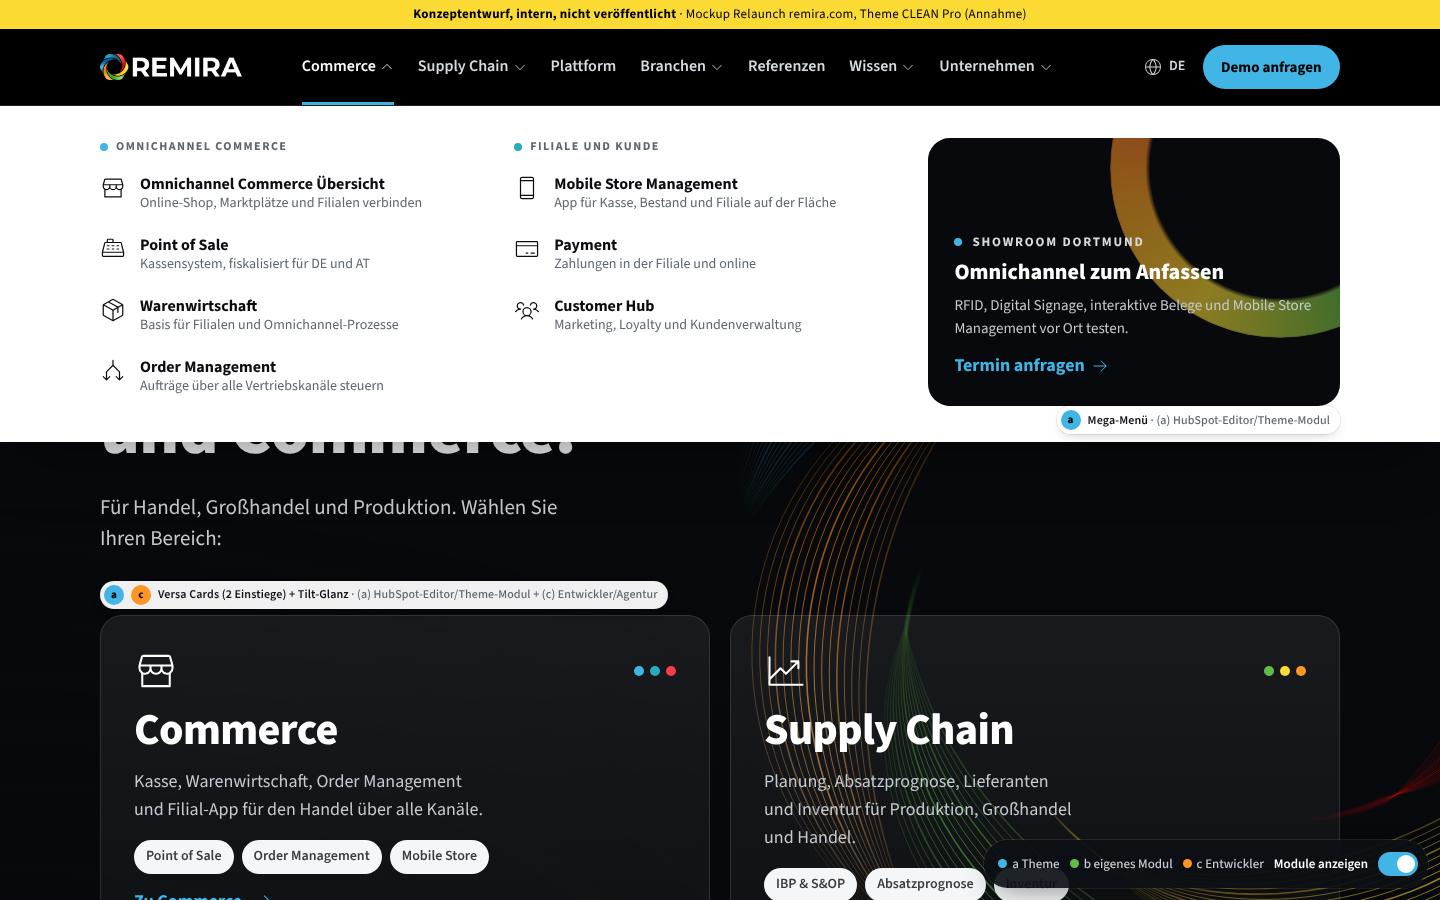 Konzeptentwurf, intern, nicht veröffentlicht · Mockup Relaunch remira.com, Theme CLEAN Pro (Annahme)
REMIRA
Commerce
Supply Chain
Plattform
Branchen
Referenzen
Wissen
Unternehmen
DE
Demo anfragen
OMNICHANNEL COMMERCE
Omnichannel Commerce Übersicht
Online-Shop, Marktplätze und Filialen verbinden
Point of Sale
Kassensystem, fiskalisiert für DE und AT
Warenwirtschaft
Basis für Filialen und Omnichannel-Prozesse
Order Management
Aufträge über alle Vertriebskanäle steuern
FILIALE UND KUNDE
Mobile Store Management
App für Kasse, Bestand und Filiale auf der Fläche
Payment
Zahlungen in der Filiale und online
Customer Hub
Marketing, Loyalty und Kundenverwaltung
SHOWROOM DORTMUND
Omnichannel zum Anfassen
RFID, Digital Signage, interaktive Belege und Mobile Store
Management vor Ort testen.
Termin anfragen
a Mega-Menü · (a) HubSpot-Editor/Theme-Modul
und Commerce.
Für Handel, Großhandel und Produktion. Wählen Sie
Ihren Bereich:
a c Versa Cards (2 Einstiege) + Tilt-Glanz · (a) HubSpot-Editor/Theme-Modul + (c) Entwickler/Agentur
Commerce
Kasse, Warenwirtschaft, Order Management
und Filial-App für den Handel über alle Kanäle.
Point of Sale
Order Management
Mobile Store
Zu Commerce
Supply Chain
Planung, Absatzprognose, Lieferanten
und Inventur für Produktion, Großhandel
und Handel.
IBP & S&OP
Absatzprognose
Inventur
a Theme
b eigenes Modul
c Entwickler
Module anzeigen